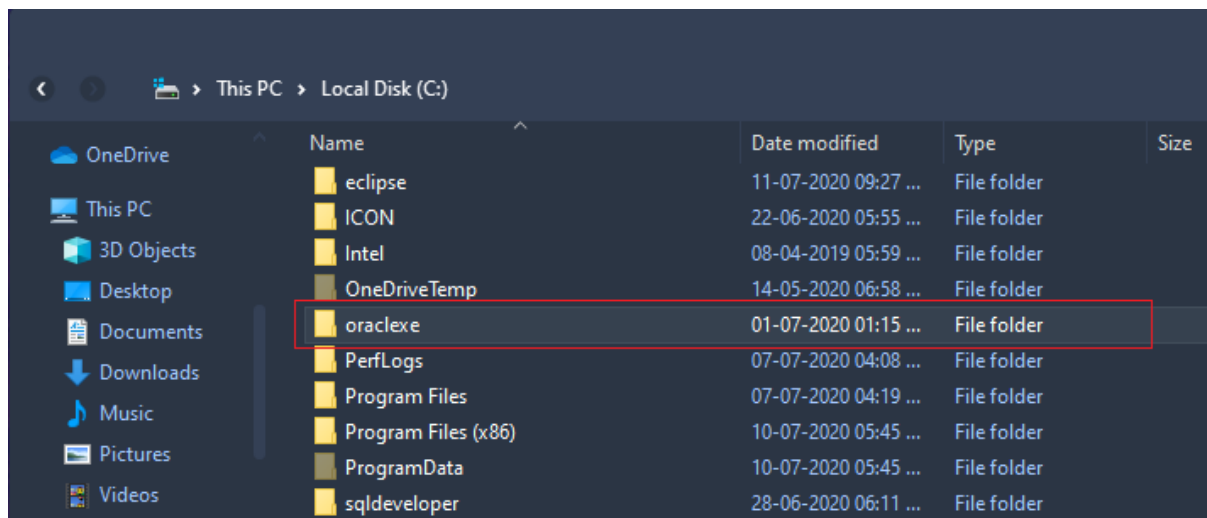 This PC > Local Disk (C:)
OneDrive
This PC
3D Objects
Desktop
Documents
Downloads
Music
Pictures
Videos
Name Date modified Type Size
eclipse 11-07-2020 09:27 ... File folder
ICON 22-06-2020 05:55 ... File folder
Intel 08-04-2019 05:59 ... File folder
OneDriveTemp 14-05-2020 06:58 ... File folder
oraclexe 01-07-2020 01:15 ... File folder
PerfLogs 07-07-2020 04:08 ... File folder
Program Files 07-07-2020 04:19 ... File folder
Program Files (x86) 10-07-2020 05:45 ... File folder
ProgramData 10-07-2020 05:45 ... File folder
sqldeveloper 28-06-2020 06:11 ... File folder